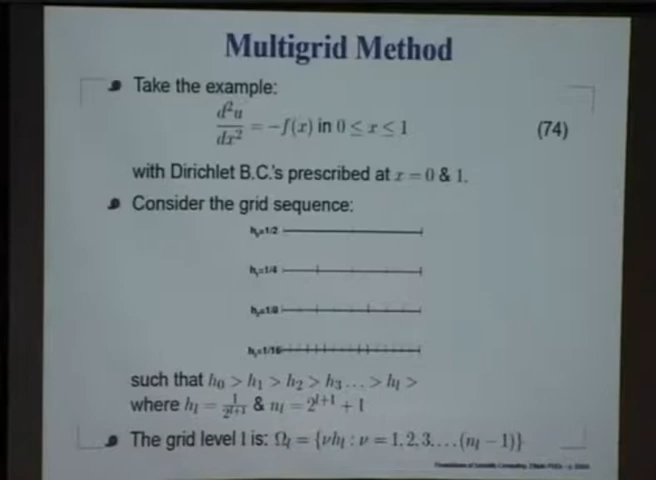 Multigrid Method
Take the example:
d²u/dx² = −f(x) in 0 ≤ x ≤ 1 (74)
with Dirichlet B.C.'s prescribed at x = 0 & 1.
Consider the grid sequence:
h₀=1/2
h₁=1/4
h₂=1/8
h₃=1/16
such that h₀ > h₁ > h₂ > h₃ … > hₗ >
where hₗ = 1/2ˡ⁺¹ & nₗ = 2ˡ⁺¹ + 1
The grid level l is: Ωₗ = {νhₗ : ν = 1, 2, 3, … (nₗ − 1)}